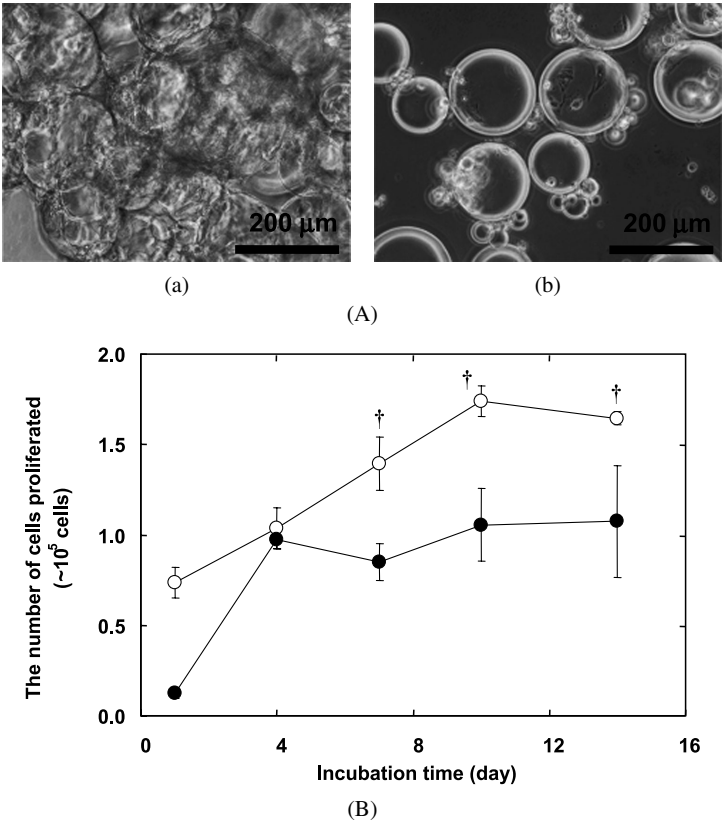 200 µm
200 µm
(a)
(b)
(A)
2.0
†
†
†
1.5
1.0
0.5
0.0
The number of cells proliferated
(~10⁵ cells)
0
4
8
12
16
Incubation time (day)
(B)